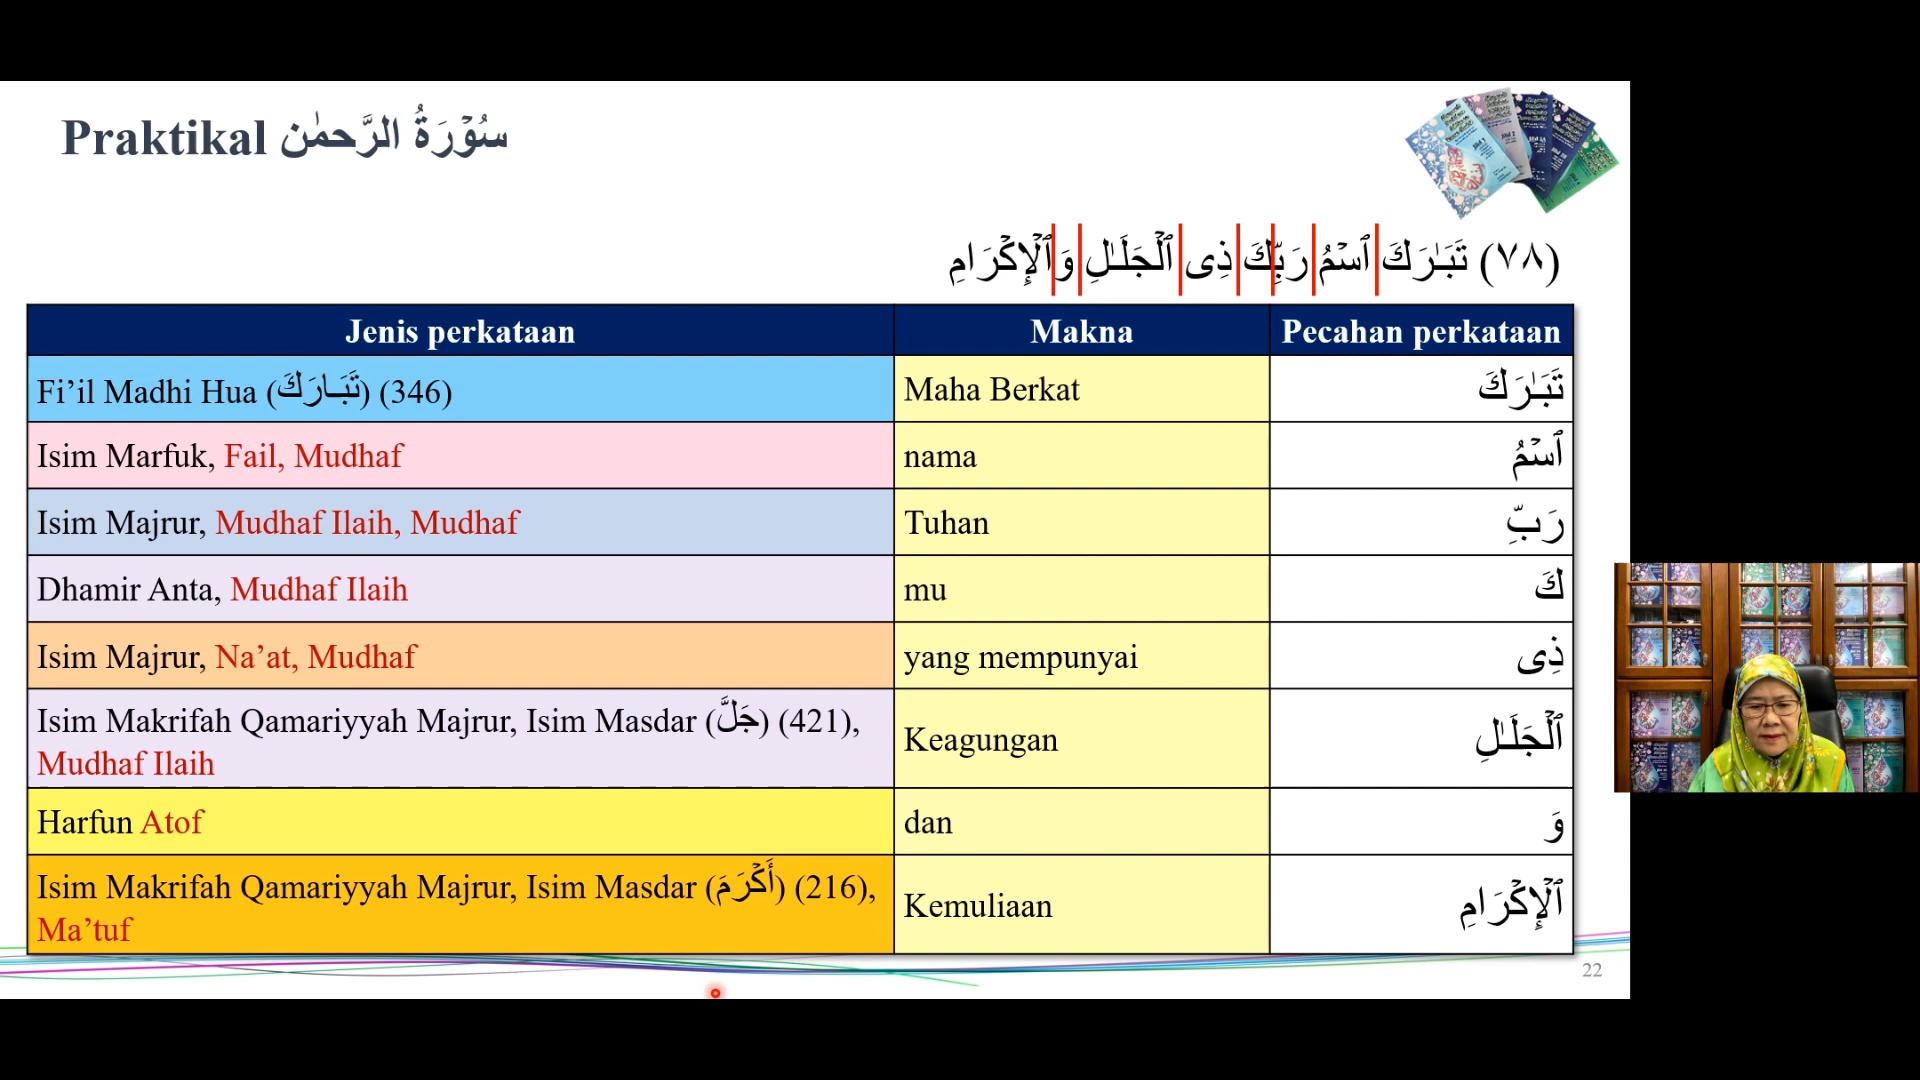 Praktikal سُوْرَةُ الرَّحمٰن
(٧٨) تَبَـٰرَكَ ٱسْمُ رَبِّكَ ذِى ٱلْجَلَـٰلِ وَٱلْإِكْرَامِ
Jenis perkataan Makna Pecahan perkataan
Fi’il Madhi Hua (تَبَـارَكَ) (346) Maha Berkat تَبَـٰرَكَ
Isim Marfuk, Fail, Mudhaf nama ٱسْمُ
Isim Majrur, Mudhaf Ilaih, Mudhaf Tuhan رَبِّ
Dhamir Anta, Mudhaf Ilaih mu كَ
Isim Majrur, Na’at, Mudhaf yang mempunyai ذِى
Isim Makrifah Qamariyyah Majrur, Isim Masdar (جَلَّ) (421),
Mudhaf Ilaih Keagungan ٱلْجَلَـٰلِ
Harfun Atof dan وَ
Isim Makrifah Qamariyyah Majrur, Isim Masdar (أَكْرَمَ) (216),
Ma’tuf Kemuliaan ٱلْإِكْرَامِ
22